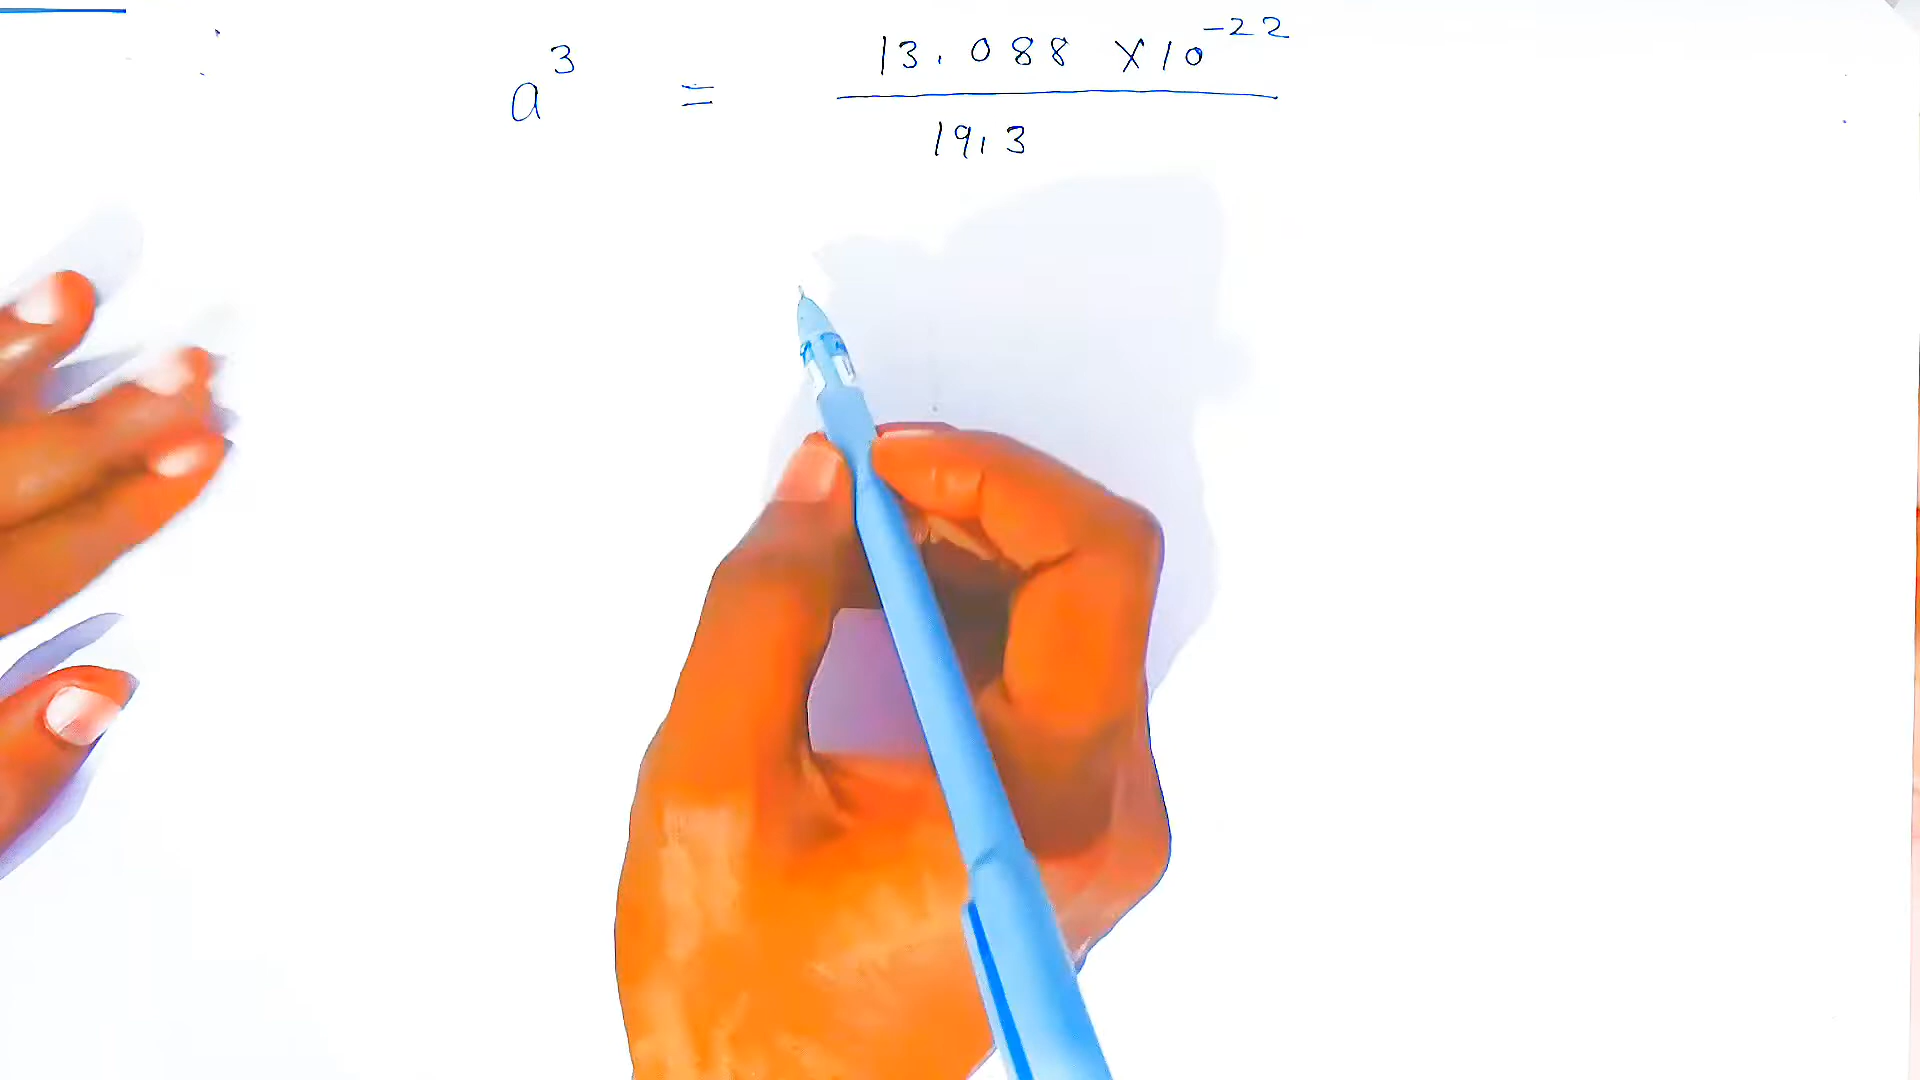 a³ = 13.088 × 10⁻²²
19.3